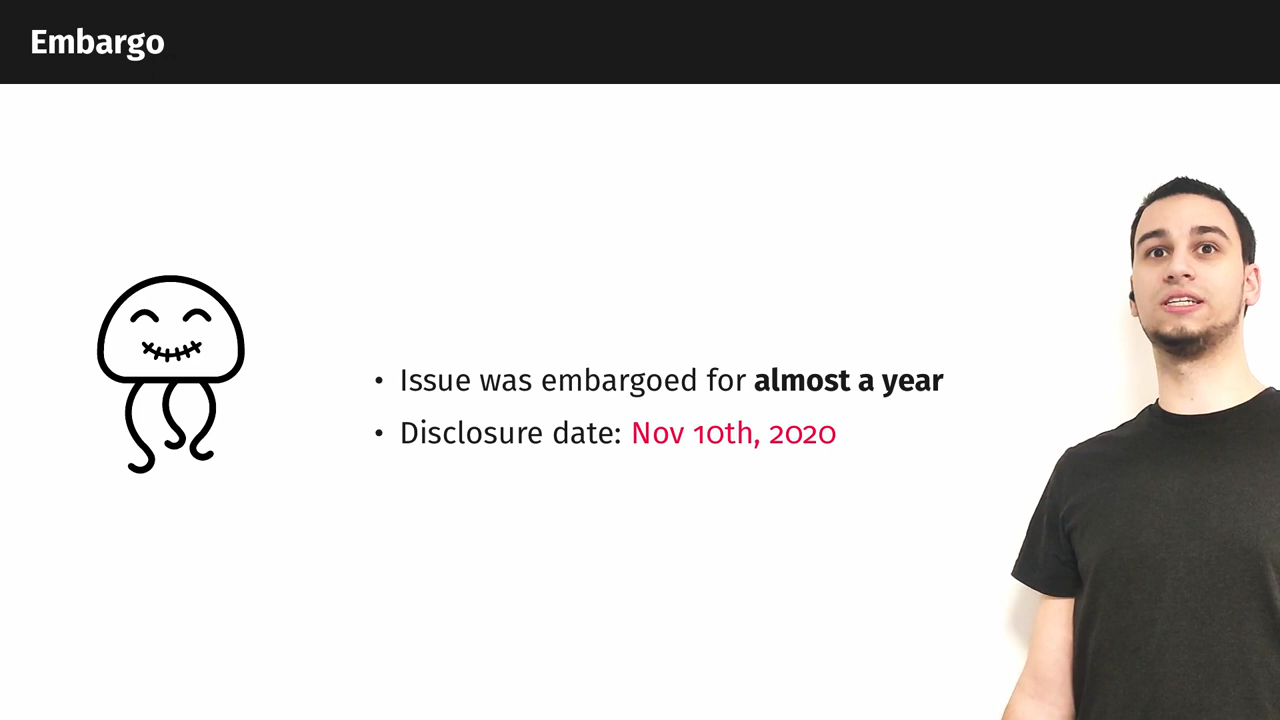 Embargo
• Issue was embargoed for almost a year
• Disclosure date: Nov 10th, 2020